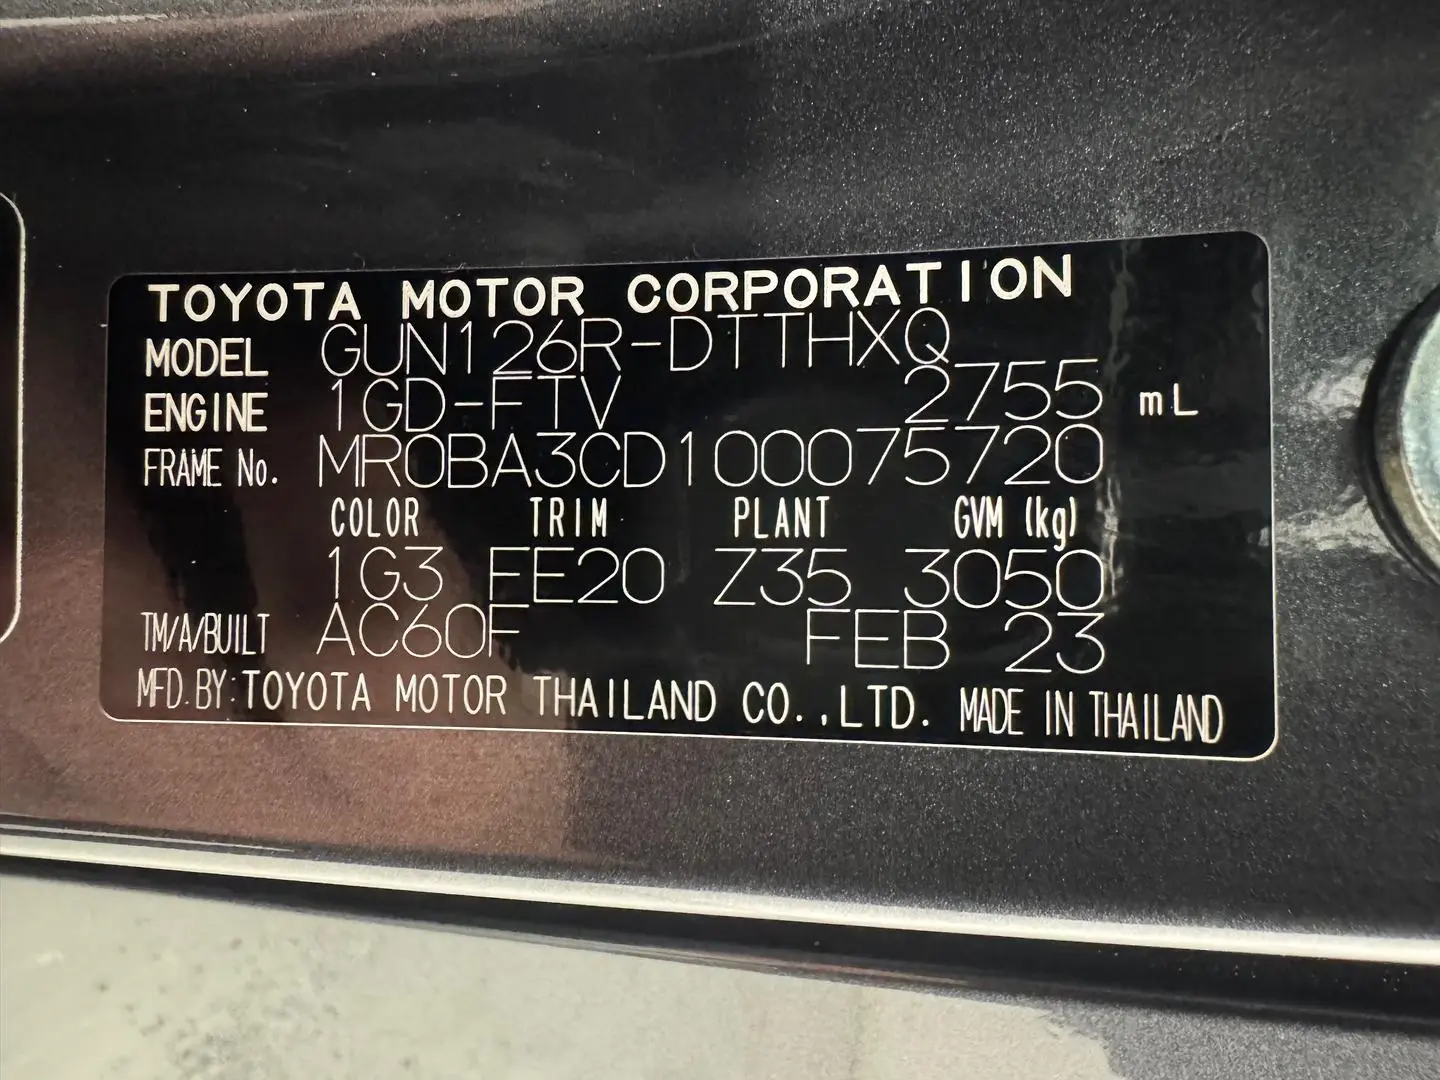 TOYOTA MOTOR CORPORATION
MODEL GUN126R-DTTHXQ
ENGINE 1GD-FTV 2755 mL
FRAME No. MR0BA3CD100075720
COLOR TRIM PLANT GVM (kg)
1G3 FE20 Z35 3050
TM/A/BUILT AC60F FEB 23
MFD. BY:TOYOTA MOTOR THAILAND CO.,LTD. MADE IN THAILAND